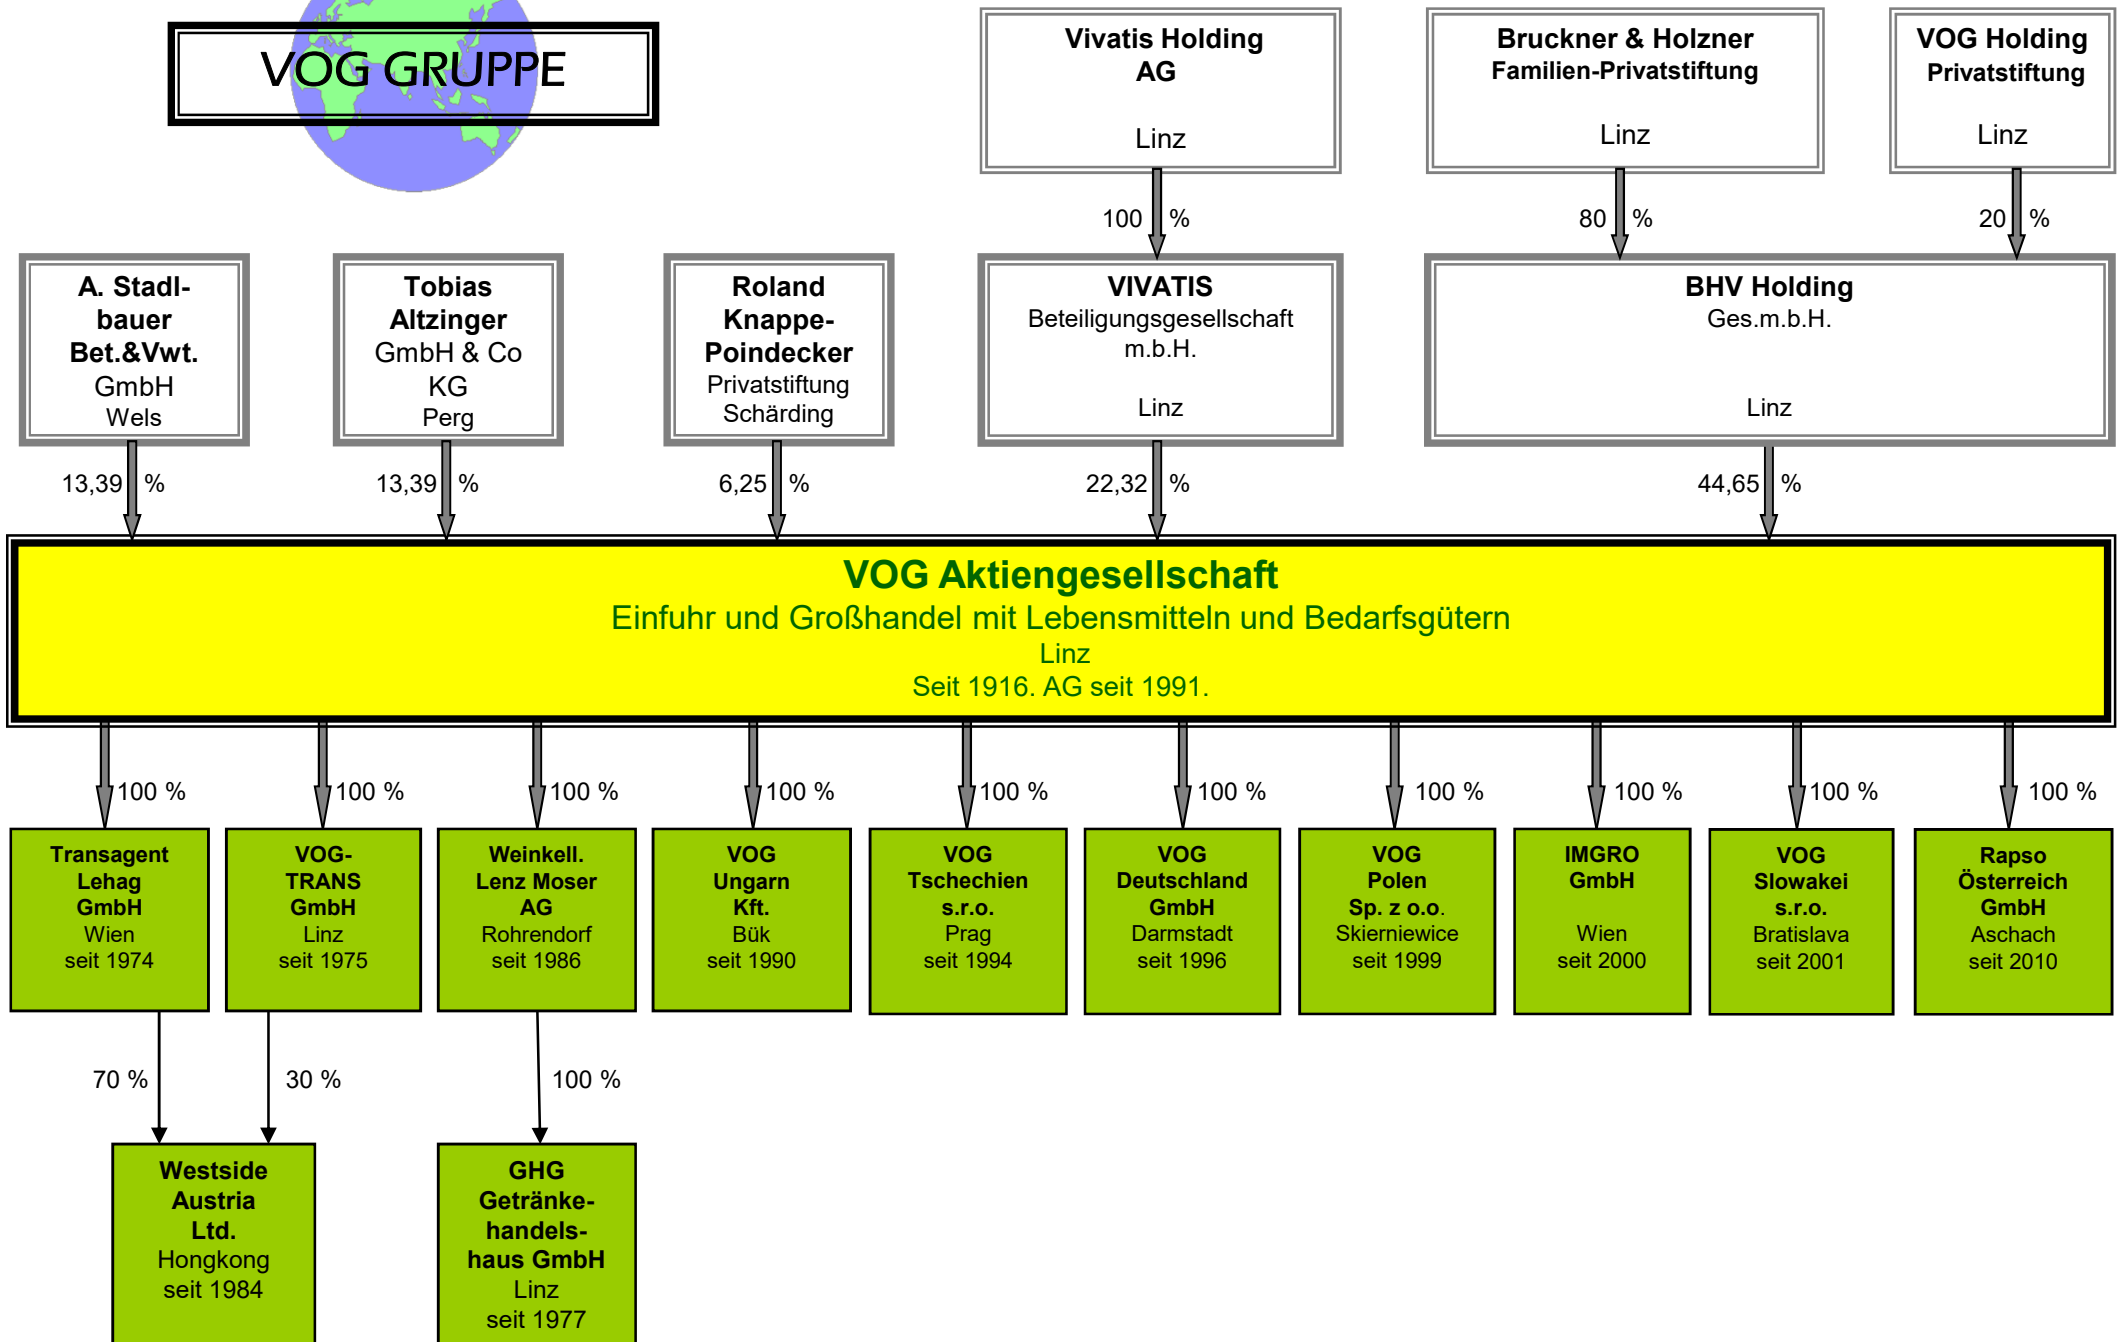 VOG GRUPPE
Vivatis Holding
AG
Linz
Bruckner & Holzner
Familien-Privatstiftung
Linz
VOG Holding
Privatstiftung
Linz
100 %
80 %
20 %
A. Stadl-
bauer
Bet.&Vwt.
GmbH
Wels
Tobias
Altzinger
GmbH & Co
KG
Perg
Roland
Knappe-
Poindecker
Privatstiftung
Schärding
VIVATIS
Beteiligungsgesellschaft
m.b.H.
Linz
BHV Holding
Ges.m.b.H.
Linz
13,39 %
13,39 %
6,25 %
22,32 %
44,65 %
VOG Aktiengesellschaft
Einfuhr und Großhandel mit Lebensmitteln und Bedarfsgütern
Linz
Seit 1916. AG seit 1991.
100 %
100 %
100 %
100 %
100 %
100 %
100 %
100 %
100 %
100 %
Transagent
Lehag
GmbH
Wien
seit 1974
VOG-
TRANS
GmbH
Linz
seit 1975
Weinkell.
Lenz Moser
AG
Rohrendorf
seit 1986
VOG
Ungarn
Kft.
Bük
seit 1990
VOG
Tschechien
s.r.o.
Prag
seit 1994
VOG
Deutschland
GmbH
Darmstadt
seit 1996
VOG
Polen
Sp. z o.o.
Skierniewice
seit 1999
IMGRO
GmbH
Wien
seit 2000
VOG
Slowakei
s.r.o.
Bratislava
seit 2001
Rapso
Österreich
GmbH
Aschach
seit 2010
70 %
30 %
100 %
Westside
Austria
Ltd.
Hongkong
seit 1984
GHG
Getränke-
handels-
haus GmbH
Linz
seit 1977